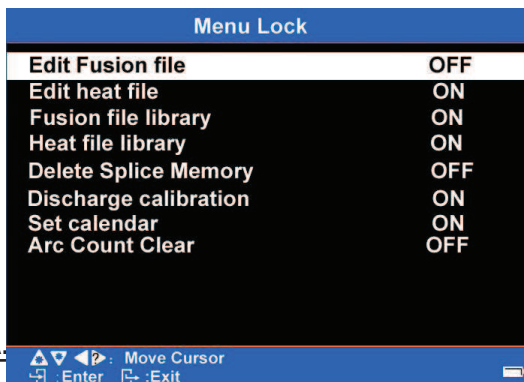 Menu Lock
Edit Fusion file OFF
Edit heat file ON
Fusion file library ON
Heat file library ON
Delete Splice Memory OFF
Discharge calibration ON
Set calendar ON
Arc Count Clear OFF
? : Move Cursor
:Enter :Exit